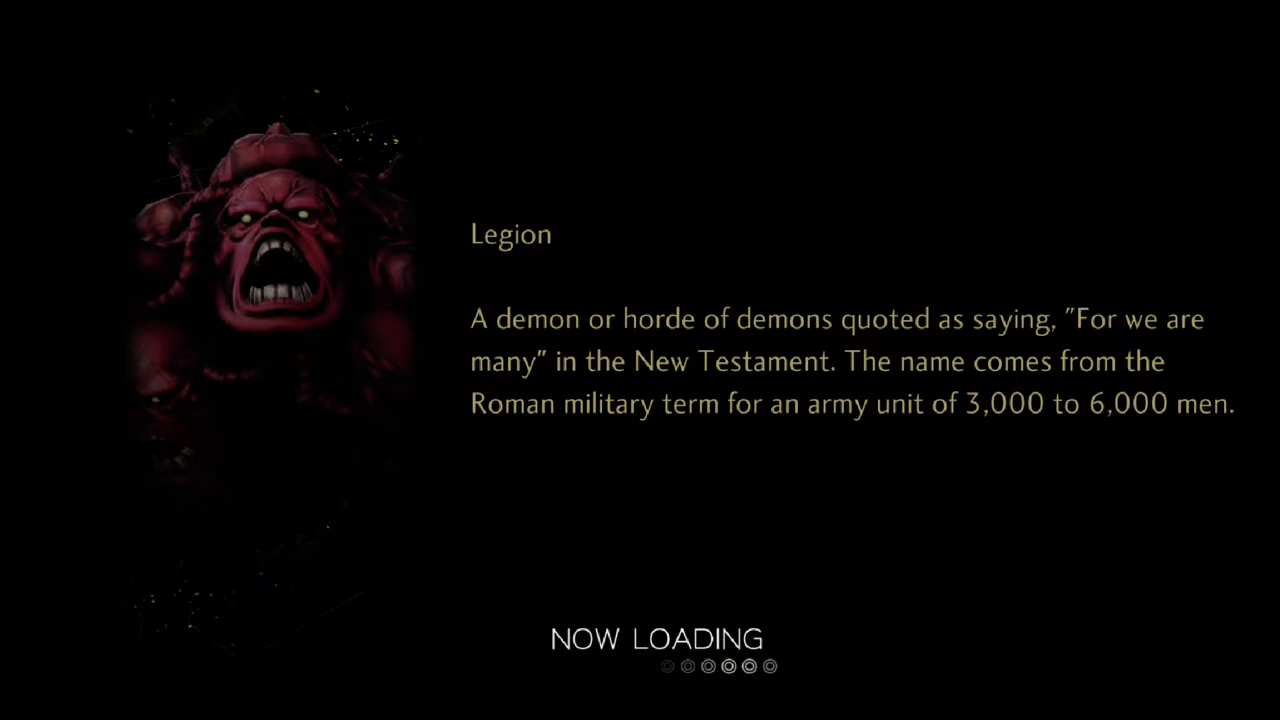 Legion
A demon or horde of demons quoted as saying, "For we are
many" in the New Testament. The name comes from the
Roman military term for an army unit of 3,000 to 6,000 men.
NOW LOADING